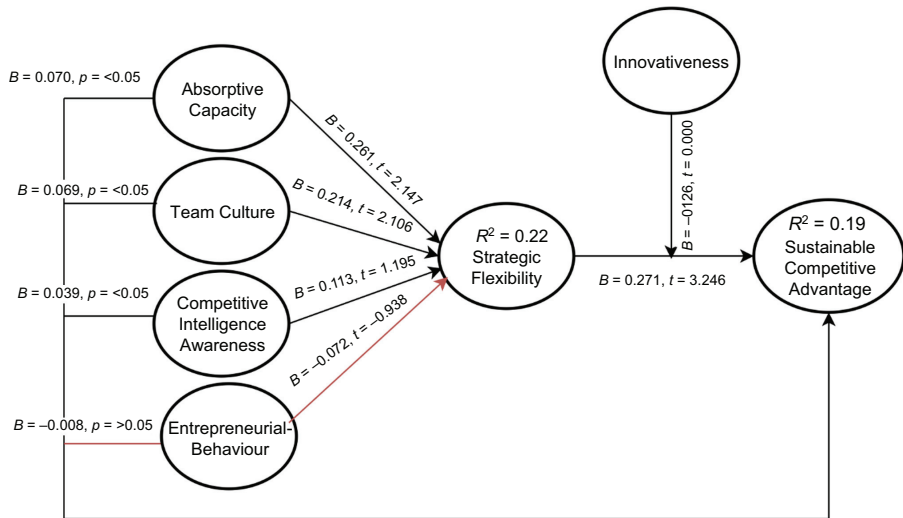 B = 0.070, p = <0.05
Absorptive
Capacity
B = 0.261, t = 2.147
Innovativeness
B = –0126, t = 0.000
B = 0.069, p = <0.05
Team Culture
B = 0.214, t = 2.106
R² = 0.22
Strategic
Flexibility
B = 0.271, t = 3.246
R² = 0.19
Sustainable
Competitive
Advantage
B = 0.039, p = <0.05
Competitive
Intelligence
Awareness
B = 0.113, t = 1.195
B = –0.072, t = –0.938
B = –0.008, p = >0.05
Entrepreneurial-
Behaviour